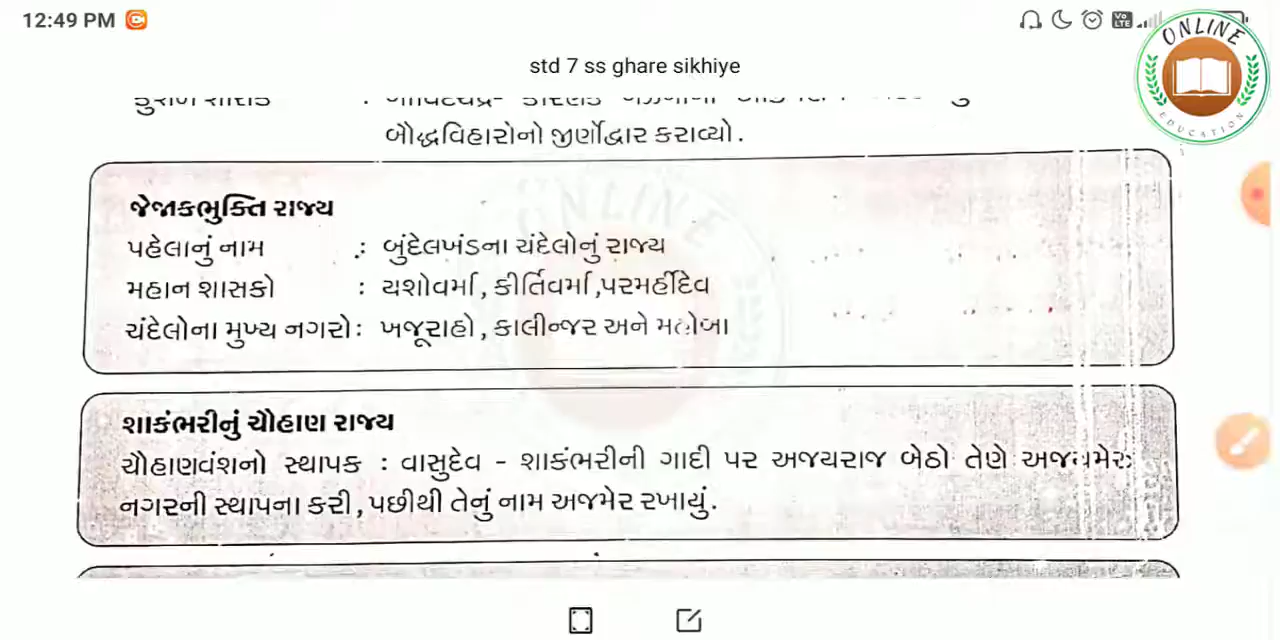 12:49 PM
VoLTE
ONLINE
EDUCATION
std 7 ss ghare sikhiye
બૌદ્ધવિહારોનો જીર્ણોદ્ધાર કરાવ્યો.
જેજાકભુક્તિ રાજ્ય
પહેલાનું નામ : બુંદેલખંડના ચંદેલોનું રાજ્ય
મહાન શાસકો : યશોવર્મા, કીર્તિવર્મા,પરમર્હીદેવ
ચંદેલોના મુખ્ય નગરો: ખજૂરાહો, કાલીન્જર અને મહોબા
શાકંભરીનું ચૌહાણ રાજ્ય
ચૌહાણવંશનો સ્થાપક : વાસુદેવ - શાકંભરીની ગાદી પર અજયરાજ બેઠો તેણે અજયમેરુ
નગરની સ્થાપના કરી,પછીથી તેનું નામ અજમેર રખાયું.